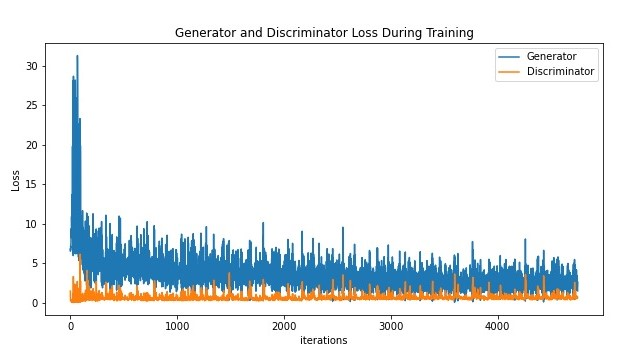 Generator and Discriminator Loss During Training
Generator
Discriminator
Loss
30
25
20
15
10
5
0
0 1000 2000 3000 4000
iterations